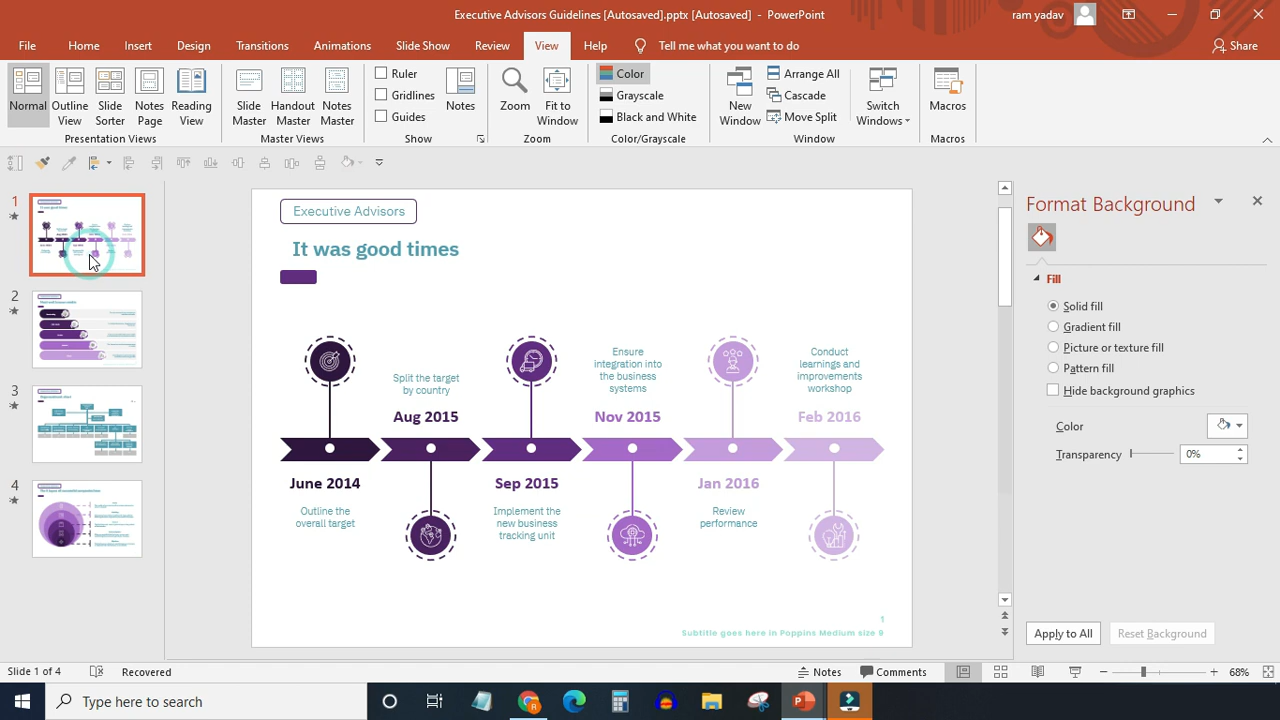 Executive Advisors Guidelines [Autosaved].pptx [Autosaved] - PowerPoint
ram yadav
File Home Insert Design Transitions Animations Slide Show Review View Help Tell me what you want to do Share
Normal
Outline View
Slide Sorter
Notes Page
Reading View
Presentation Views
Slide Master
Handout Master
Notes Master
Master Views
Ruler
Gridlines
Guides
Show
Notes
Zoom
Fit to Window
Zoom
Color
Grayscale
Black and White
Color/Grayscale
New Window
Arrange All
Cascade
Move Split
Switch Windows
Window
Macros
Macros
1
2
3
4
Executive Advisors
It was good times
Split the target
by country
Aug 2015
Ensure
integration into
the business
systems
Nov 2015
Conduct
learnings and
improvements
workshop
Feb 2016
June 2014
Outline the
overall target
Sep 2015
Implement the
new business
tracking unit
Jan 2016
Review
performance
1
Subtitle goes here in Poppins Medium size 9
Format Background
Fill
Solid fill
Gradient fill
Picture or texture fill
Pattern fill
Hide background graphics
Color
Transparency 0%
Apply to All Reset Background
Slide 1 of 4 Recovered Notes Comments 68%
Type here to search